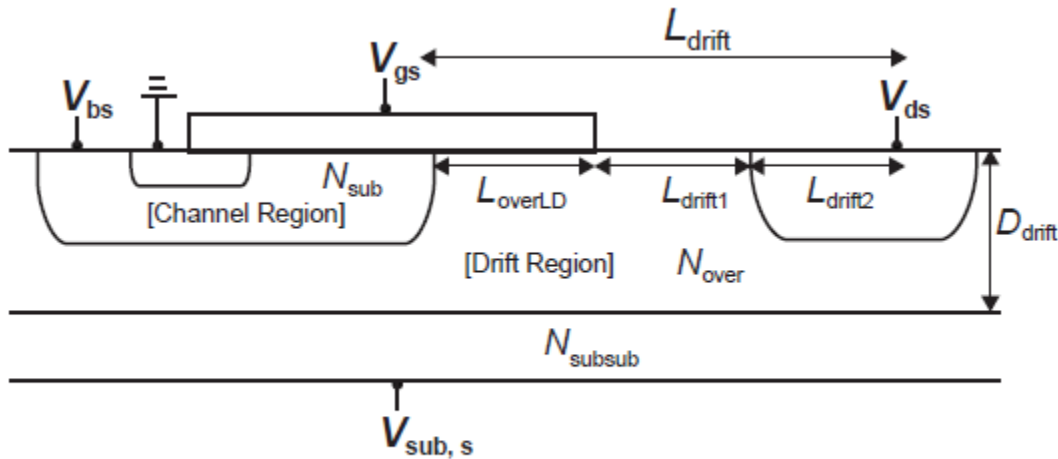 L_drift
V_gs
V_bs
V_ds
N_sub
[Channel Region]
L_overLD
L_drift1
L_drift2
D_drift
[Drift Region]
N_over
N_subsub
V_sub, s